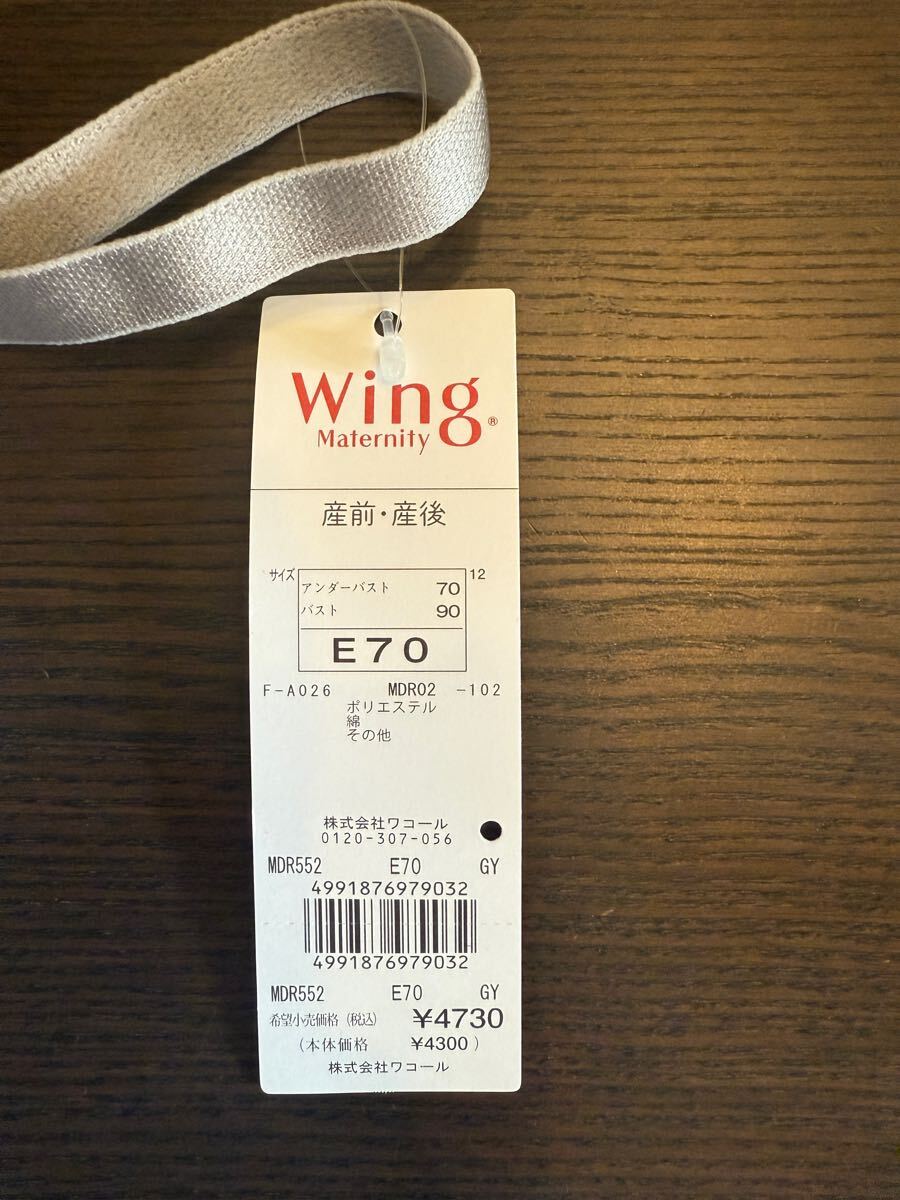 Wing®
Maternity
産前・産後
サイズ 12
アンダーバスト 70
バスト 90
E70
F-A026 MDR02 -102
ポリエステル
綿
その他
株式会社ワコール
0120-307-056
MDR552 E70 GY
4991876979032
4991876979032
MDR552 E70 GY
希望小売価格(税込) ¥4730
(本体価格 ¥4300)
株式会社ワコール